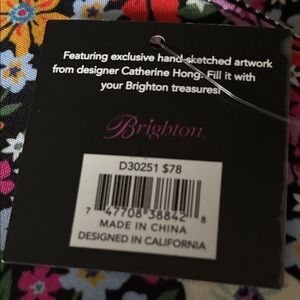 Featuring exclusive hand-sketched artwork
from designer Catherine Hong. Fill it with
your Brighton treasures!
Brighton
D30251 $78
7 47708 38842 8
MADE IN CHINA
DESIGNED IN CALIFORNIA